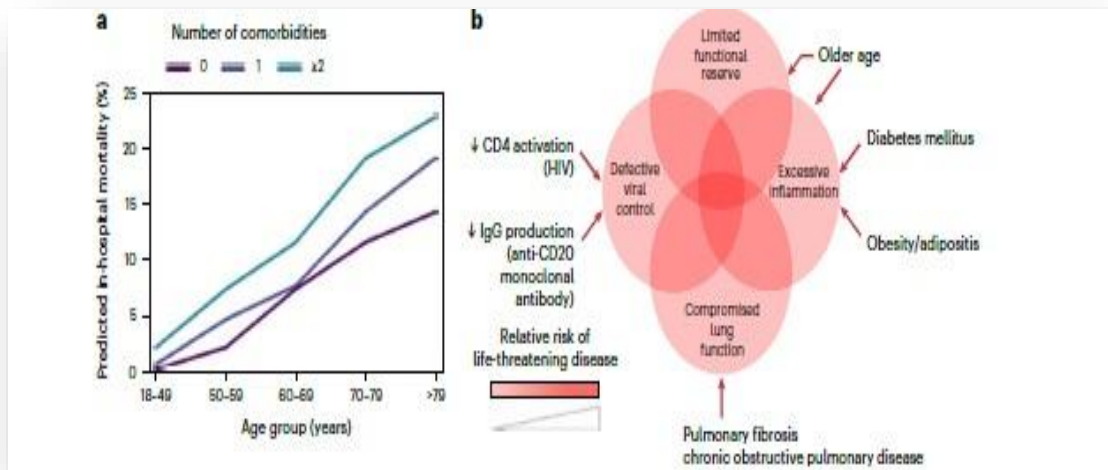 a
Number of comorbidities
0 1 ≥2
Predicted in-hospital mortality (%)
25
20
15
10
5
0
18-49 50-59 60-69 70-79 >79
Age group (years)
b
Limited
functional
reserve
Older age
↓ CD4 activation
(HIV)
Defective
viral
control
Excessive
inflammation
Diabetes mellitus
↓ IgG production
(anti-CD20
monoclonal
antibody)
Obesity/adipositis
Compromised
lung
function
Relative risk of
life-threatening disease
Pulmonary fibrosis
chronic obstructive pulmonary disease